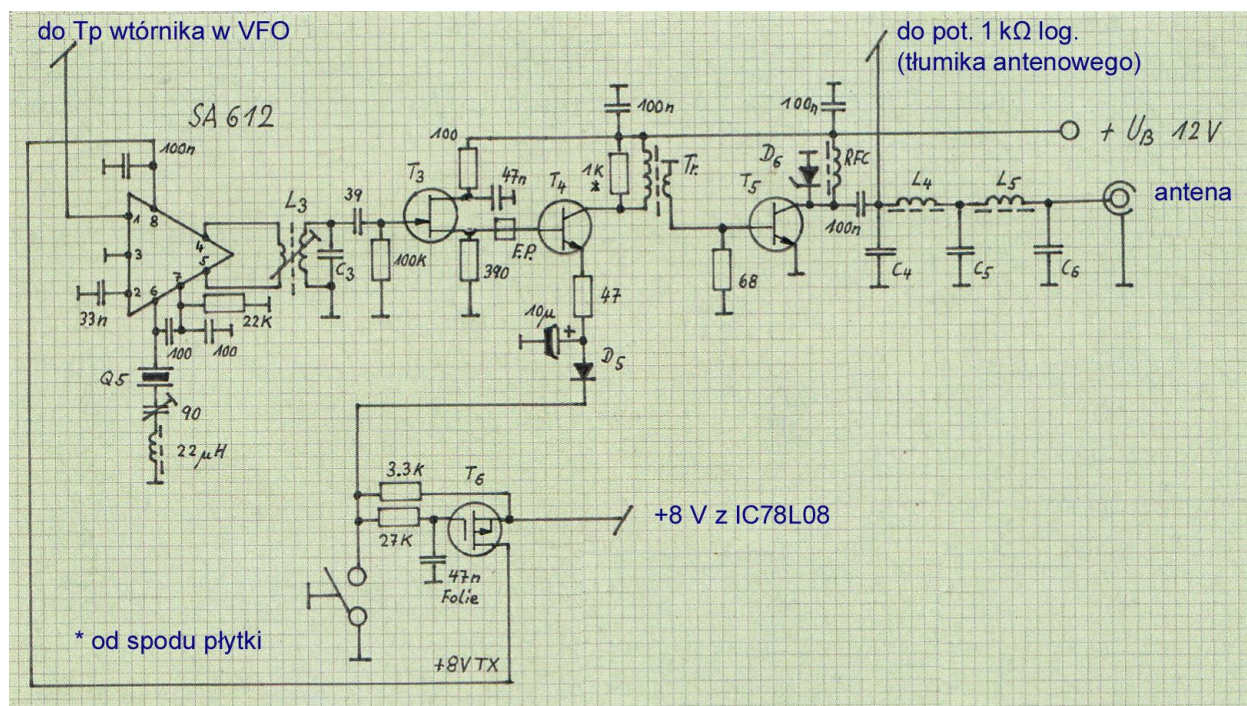 do Tp wtórnika w VFO
do pot. 1 kΩ log.
(tłumika antenowego)
SA 612
100n
100n
100n
+ UB 12V
100
1K
*
Tr.
D6
RFC
L4
L5
antena
T3
47n
T4
T5
39
L3
1
8
4
3
5
7
2
6
C3
100K
390
F.P.
100n
C4
C5
C6
33n
22K
47
68
100
100
10µ
+
D5
Q5
90
22µH
3.3K
T6
27K
+8 V z IC78L08
47n
Folie
* od spodu płytki
+8V TX